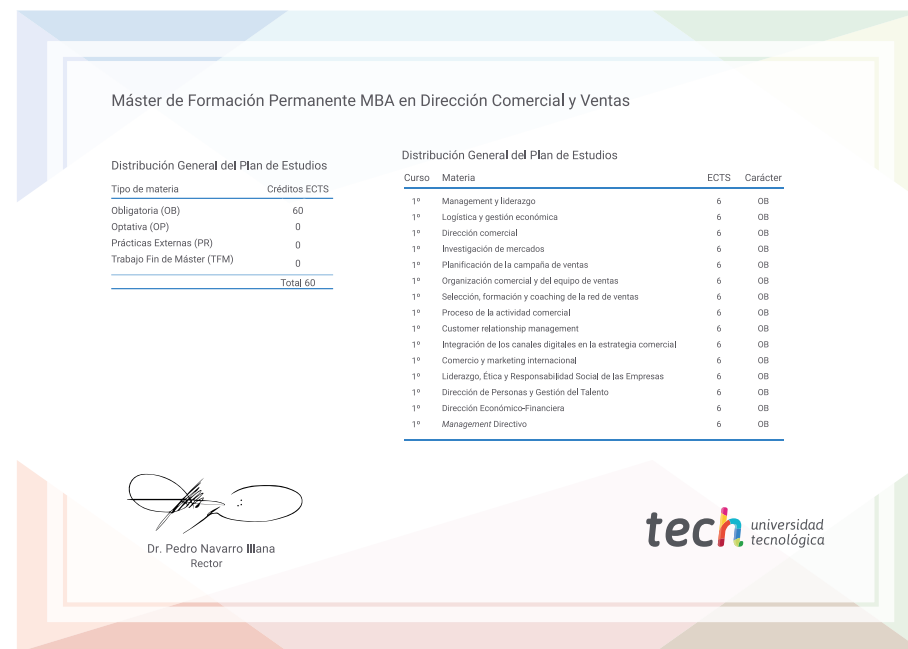 Máster de Formación Permanente MBA en Dirección Comercial y Ventas
Distribución General del Plan de Estudios
Tipo de materia Créditos ECTS
Obligatoria (OB) 60
Optativa (OP) 0
Prácticas Externas (PR) 0
Trabajo Fin de Máster (TFM) 0
Total 60
Distribución General del Plan de Estudios
Curso Materia ECTS Carácter
1º Management y liderazgo 6 OB
1º Logística y gestión económica 6 OB
1º Dirección comercial 6 OB
1º Investigación de mercados 6 OB
1º Planificación de la campaña de ventas 6 OB
1º Organización comercial y del equipo de ventas 6 OB
1º Selección, formación y coaching de la red de ventas 6 OB
1º Proceso de la actividad comercial 6 OB
1º Customer relationship management 6 OB
1º Integración de los canales digitales en la estrategia comercial 6 OB
1º Comercio y marketing internacional 6 OB
1º Liderazgo, Ética y Responsabilidad Social de las Empresas 6 OB
1º Dirección de Personas y Gestión del Talento 6 OB
1º Dirección Económico-Financiera 6 OB
1º Management Directivo 6 OB
Dr. Pedro Navarro Illana
Rector
tech universidad
tecnológica